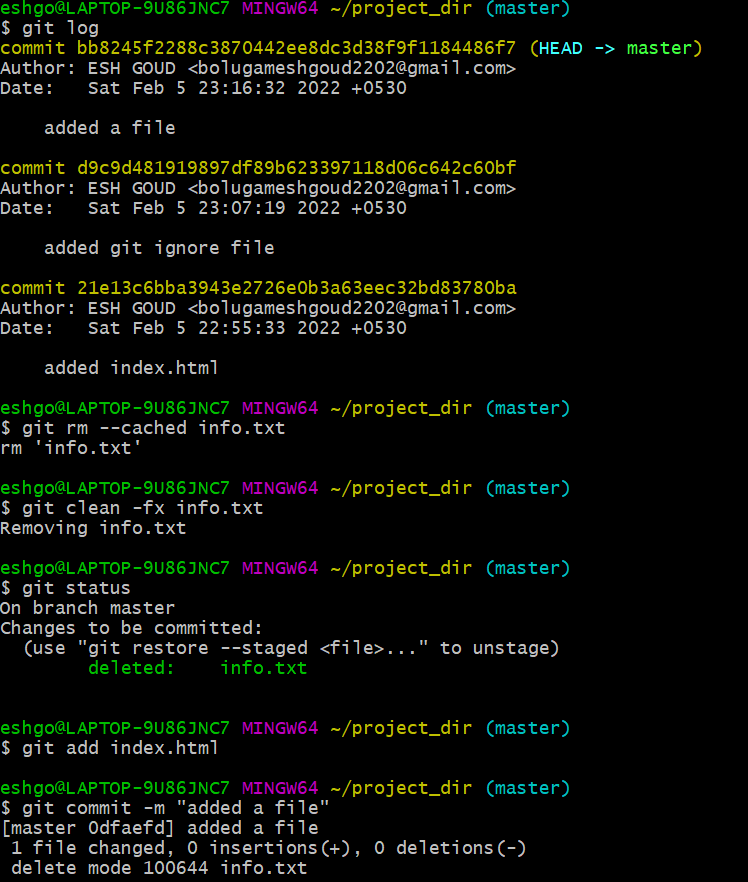 eshgo@LAPTOP-9U86JNC7 MINGW64 ~/project_dir (master)
$ git log
commit bb8245f2288c3870442ee8dc3d38f9f1184486f7 (HEAD -> master)
Author: ESH GOUD <bolugameshgoud2202@gmail.com>
Date:   Sat Feb 5 23:16:32 2022 +0530
    added a file
commit d9c9d481919897df89b623397118d06c642c60bf
Author: ESH GOUD <bolugameshgoud2202@gmail.com>
Date:   Sat Feb 5 23:07:19 2022 +0530
    added git ignore file
commit 21e13c6bba3943e2726e0b3a63eec32bd83780ba
Author: ESH GOUD <bolugameshgoud2202@gmail.com>
Date:   Sat Feb 5 22:55:33 2022 +0530
    added index.html
eshgo@LAPTOP-9U86JNC7 MINGW64 ~/project_dir (master)
$ git rm --cached info.txt
rm 'info.txt'
eshgo@LAPTOP-9U86JNC7 MINGW64 ~/project_dir (master)
$ git clean -fx info.txt
Removing info.txt
eshgo@LAPTOP-9U86JNC7 MINGW64 ~/project_dir (master)
$ git status
On branch master
Changes to be committed:
  (use "git restore --staged <file>..." to unstage)
        deleted:    info.txt
eshgo@LAPTOP-9U86JNC7 MINGW64 ~/project_dir (master)
$ git add index.html
eshgo@LAPTOP-9U86JNC7 MINGW64 ~/project_dir (master)
$ git commit -m "added a file"
[master 0dfaefd] added a file
 1 file changed, 0 insertions(+), 0 deletions(-)
 delete mode 100644 info.txt